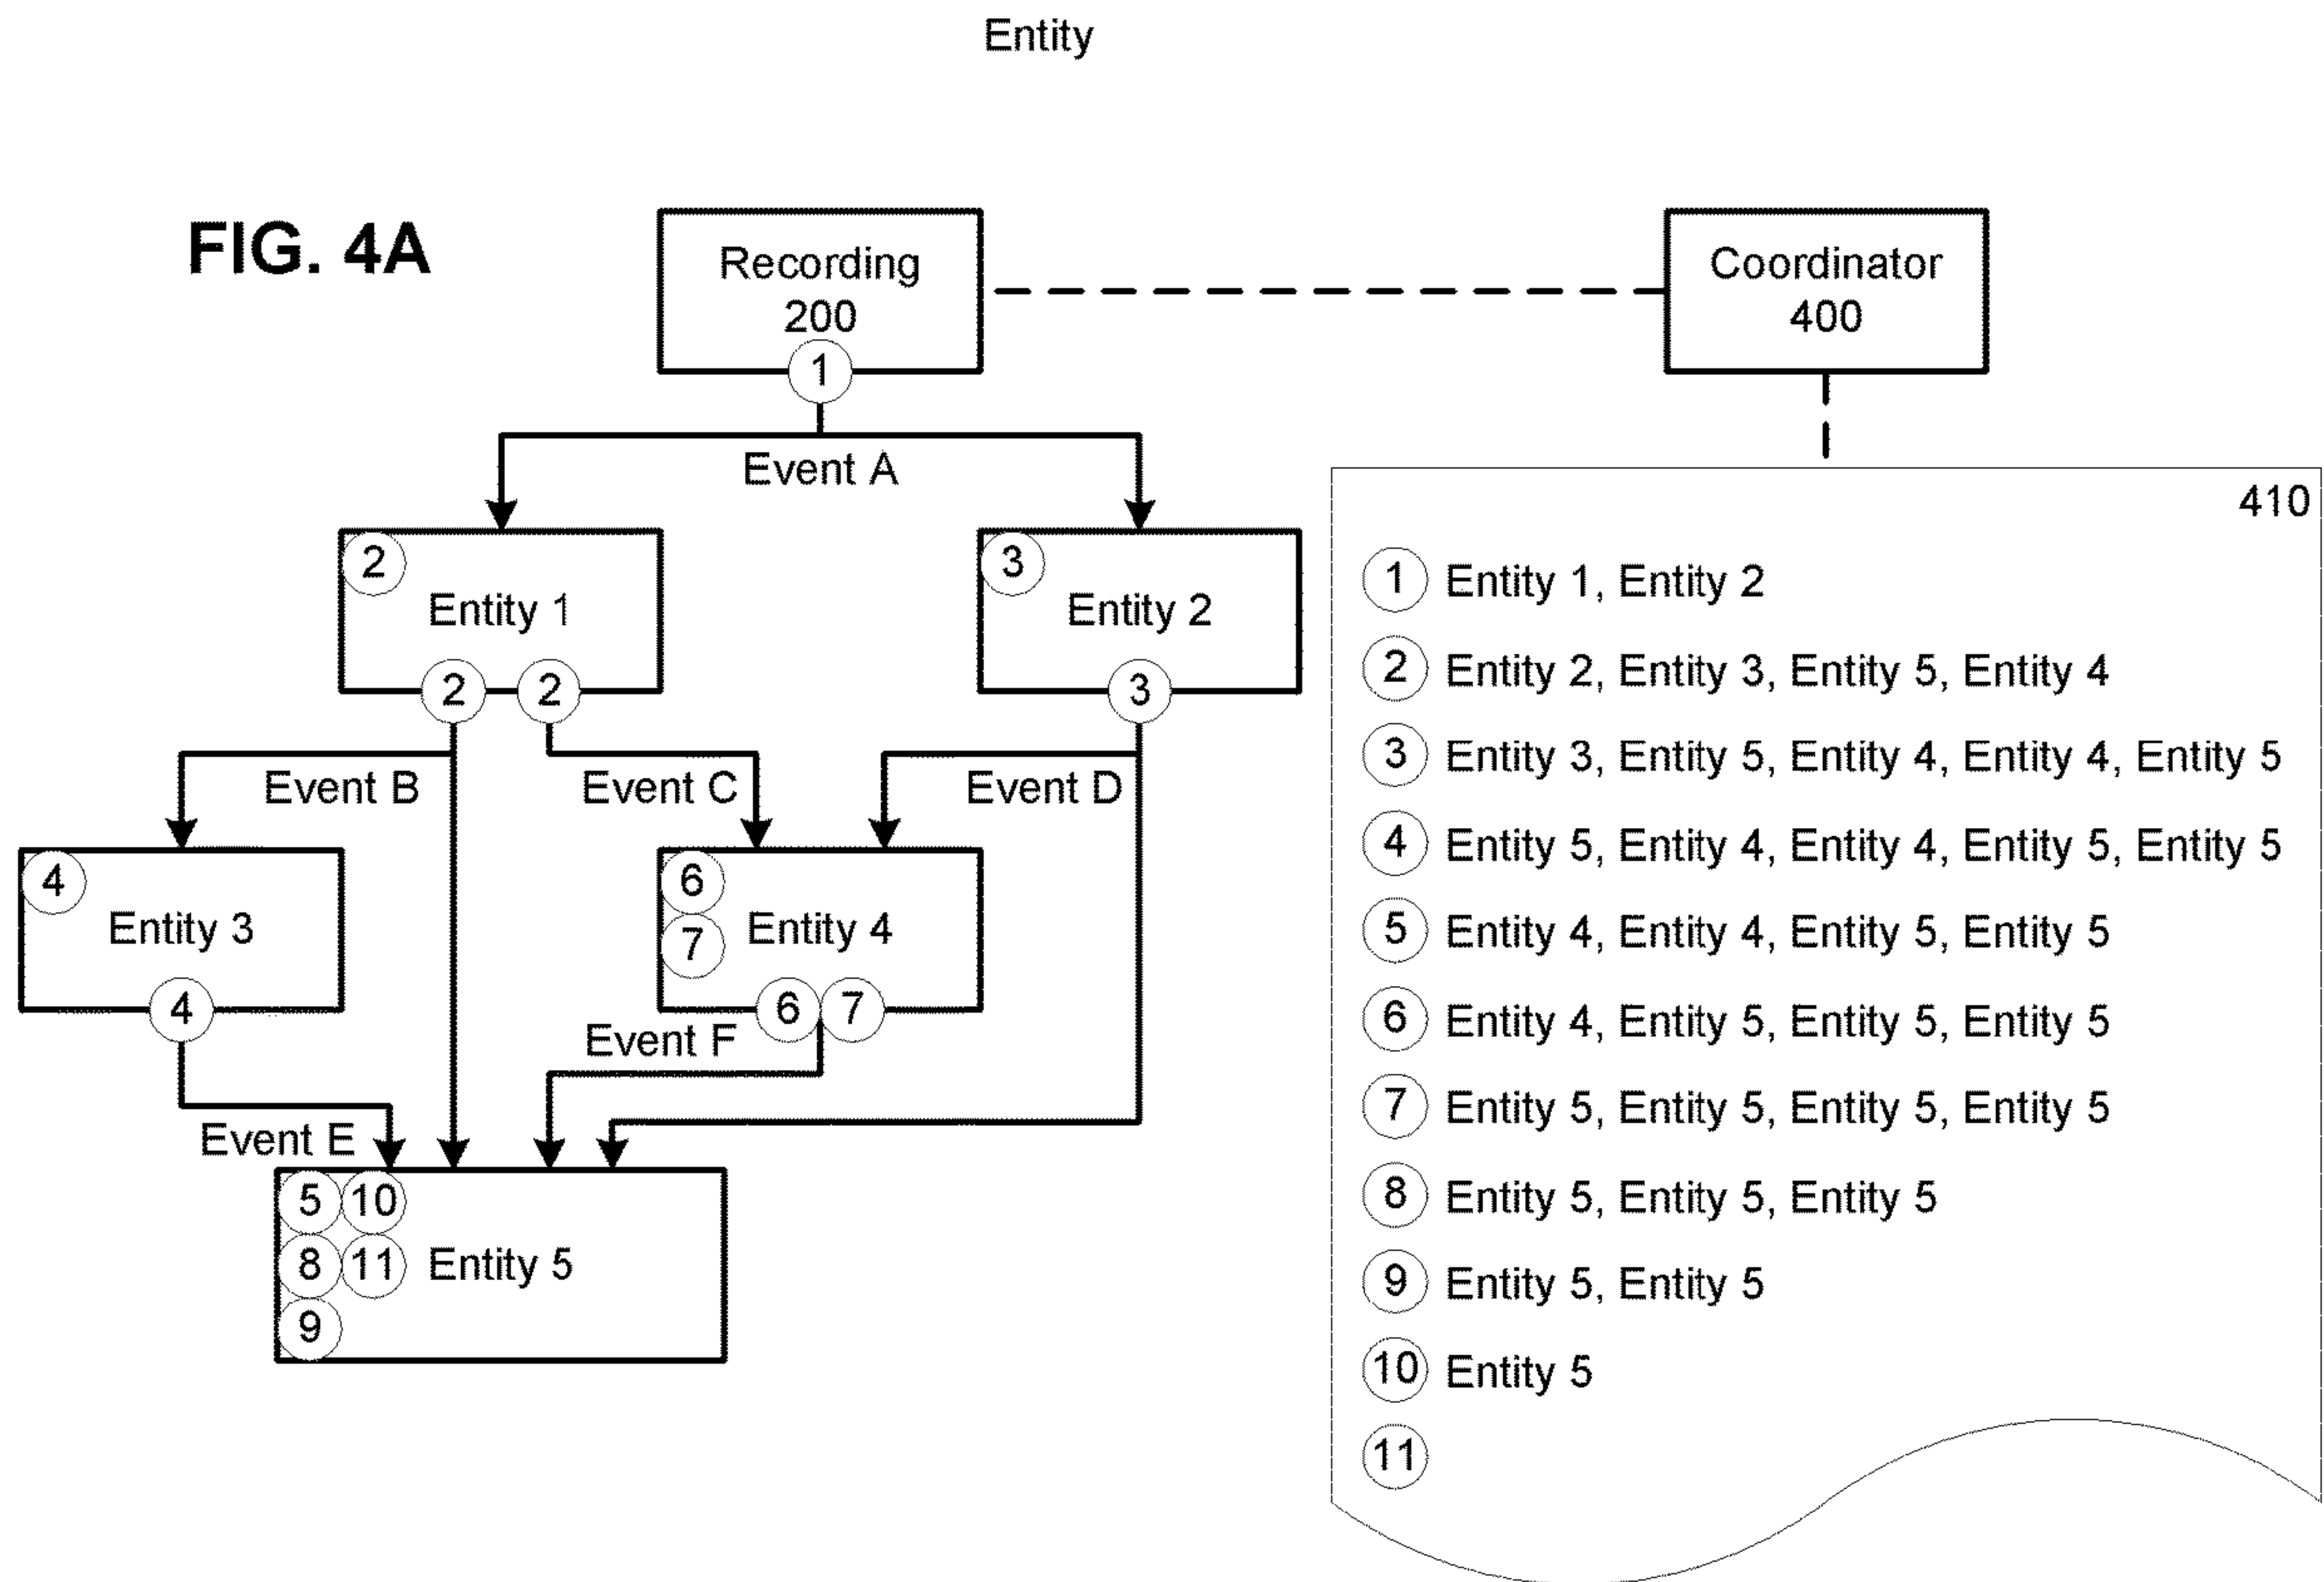 Entity
FIG. 4A
Recording
200
1
Coordinator
400
Event A
2
Entity 1
2 2
3
Entity 2
3
Event B
Event C
Event D
4
Entity 3
4
6
7
Entity 4
6 7
Event F
Event E
5 10
8 11
9
Entity 5
410
1 Entity 1, Entity 2
2 Entity 2, Entity 3, Entity 5, Entity 4
3 Entity 3, Entity 5, Entity 4, Entity 4, Entity 5
4 Entity 5, Entity 4, Entity 4, Entity 5, Entity 5
5 Entity 4, Entity 4, Entity 5, Entity 5
6 Entity 4, Entity 5, Entity 5, Entity 5
7 Entity 5, Entity 5, Entity 5, Entity 5
8 Entity 5, Entity 5, Entity 5
9 Entity 5, Entity 5
10 Entity 5
11